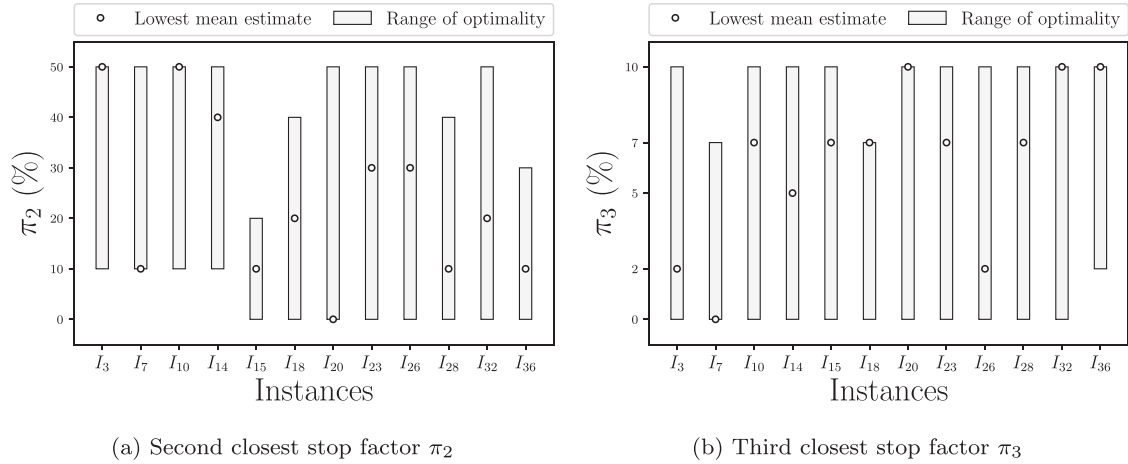 Lowest mean estimate Range of optimality
50
40
30
20
10
0
π₂ (%)
I₃ I₇ I₁₀ I₁₄ I₁₅ I₁₈ I₂₀ I₂₃ I₂₆ I₂₈ I₃₂ I₃₆
Instances
(a) Second closest stop factor π₂
Lowest mean estimate Range of optimality
10
7
5
2
0
π₃ (%)
I₃ I₇ I₁₀ I₁₄ I₁₅ I₁₈ I₂₀ I₂₃ I₂₆ I₂₈ I₃₂ I₃₆
Instances
(b) Third closest stop factor π₃